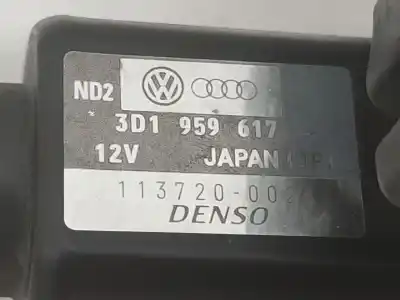 ND2
3D1 959 617
12V JAPAN
113720-00
DENSO